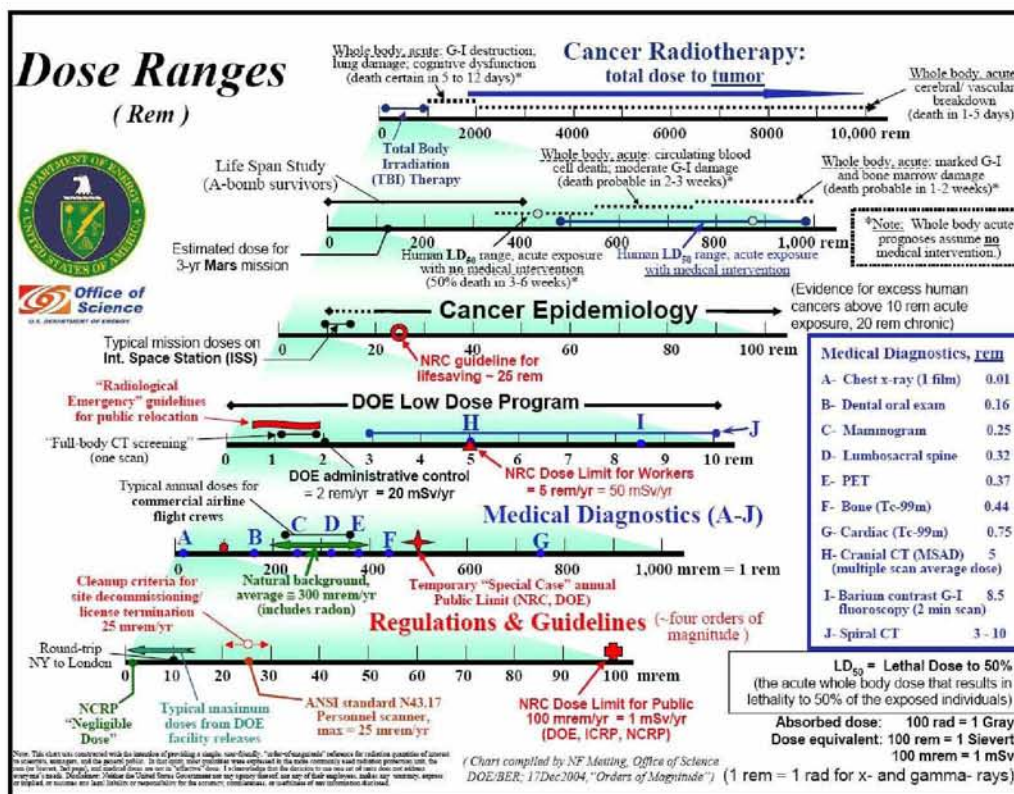 Dose Ranges
( Rem )
Whole body, acute: G-I destruction;
lung damage; cognitive dysfunction
(death certain in 5 to 12 days)*
Cancer Radiotherapy:
total dose to tumor
Whole body, acute
cerebral/ vascular
breakdown
(death in 1-5 days)
0 2000 4000 6000 8000 10,000 rem
Total Body
Irradiation
(TBI) Therapy
DEPARTMENT OF ENERGY
UNITED STATES OF AMERICA
Office of
Science
U.S. DEPARTMENT OF ENERGY
Life Span Study
(A-bomb survivors)
Whole body, acute: circulating blood
cell death; moderate G-I damage
(death probable in 2-3 weeks)*
Whole body, acute: marked G-I
and bone marrow damage
(death probable in 1-2 weeks)*
Estimated dose for
3-yr Mars mission
0 200 400 600 800 1,000 rem
Human LD50 range, acute exposure
with no medical intervention
(50% death in 3-6 weeks)*
Human LD50 range, acute exposure
with medical intervention
*Note: Whole body acute
prognoses assume no
medical intervention.)
Cancer Epidemiology
(Evidence for excess human
cancers above 10 rem acute
exposure, 20 rem chronic)
Typical mission doses on
Int. Space Station (ISS)
0 20 40 60 80 100 rem
NRC guideline for
lifesaving ~ 25 rem
"Radiological
Emergency" guidelines
for public relocation
DOE Low Dose Program
H I J
"Full-body CT screening"
(one scan)
0 1 2 3 4 5 6 7 8 9 10 rem
DOE administrative control
= 2 rem/yr = 20 mSv/yr
NRC Dose Limit for Workers
= 5 rem/yr = 50 mSv/yr
Typical annual doses for
commercial airline
flight crews
Medical Diagnostics (A-J)
A B C D E F G
0 200 400 600 800 1,000 mrem = 1 rem
Natural background,
average ≅ 300 mrem/yr
(includes radon)
Temporary "Special Case" annual
Public Limit (NRC, DOE)
Cleanup criteria for
site decommissioning/
license termination
25 mrem/yr
Regulations & Guidelines (~four orders of
magnitude )
Round-trip
NY to London
0 10 20 30 40 50 60 70 80 90 100 mrem
NCRP
"Negligible
Dose"
Typical maximum
doses from DOE
facility releases
ANSI standard N43.17
Personnel scanner,
max = 25 mrem/yr
NRC Dose Limit for Public
100 mrem/yr = 1 mSv/yr
(DOE, ICRP, NCRP)
Medical Diagnostics, rem
A- Chest x-ray (1 film) 0.01
B- Dental oral exam 0.16
C- Mammogram 0.25
D- Lumbosacral spine 0.32
E- PET 0.37
F- Bone (Tc-99m) 0.44
G- Cardiac (Tc-99m) 0.75
H- Cranial CT (MSAD) 5
(multiple scan average dose)
I- Barium contrast G-I 8.5
fluoroscopy (2 min scan)
J- Spiral CT 3 - 10
LD50 = Lethal Dose to 50%
(the acute whole body dose that results in
lethality to 50% of the exposed individuals)
Absorbed dose: 100 rad = 1 Gray
Dose equivalent: 100 rem = 1 Sievert
100 mrem = 1 mSv
(1 rem = 1 rad for x- and gamma- rays)
( Chart compiled by NF Metting, Office of Science
DOE/BER; 17Dec2004, "Orders of Magnitude")